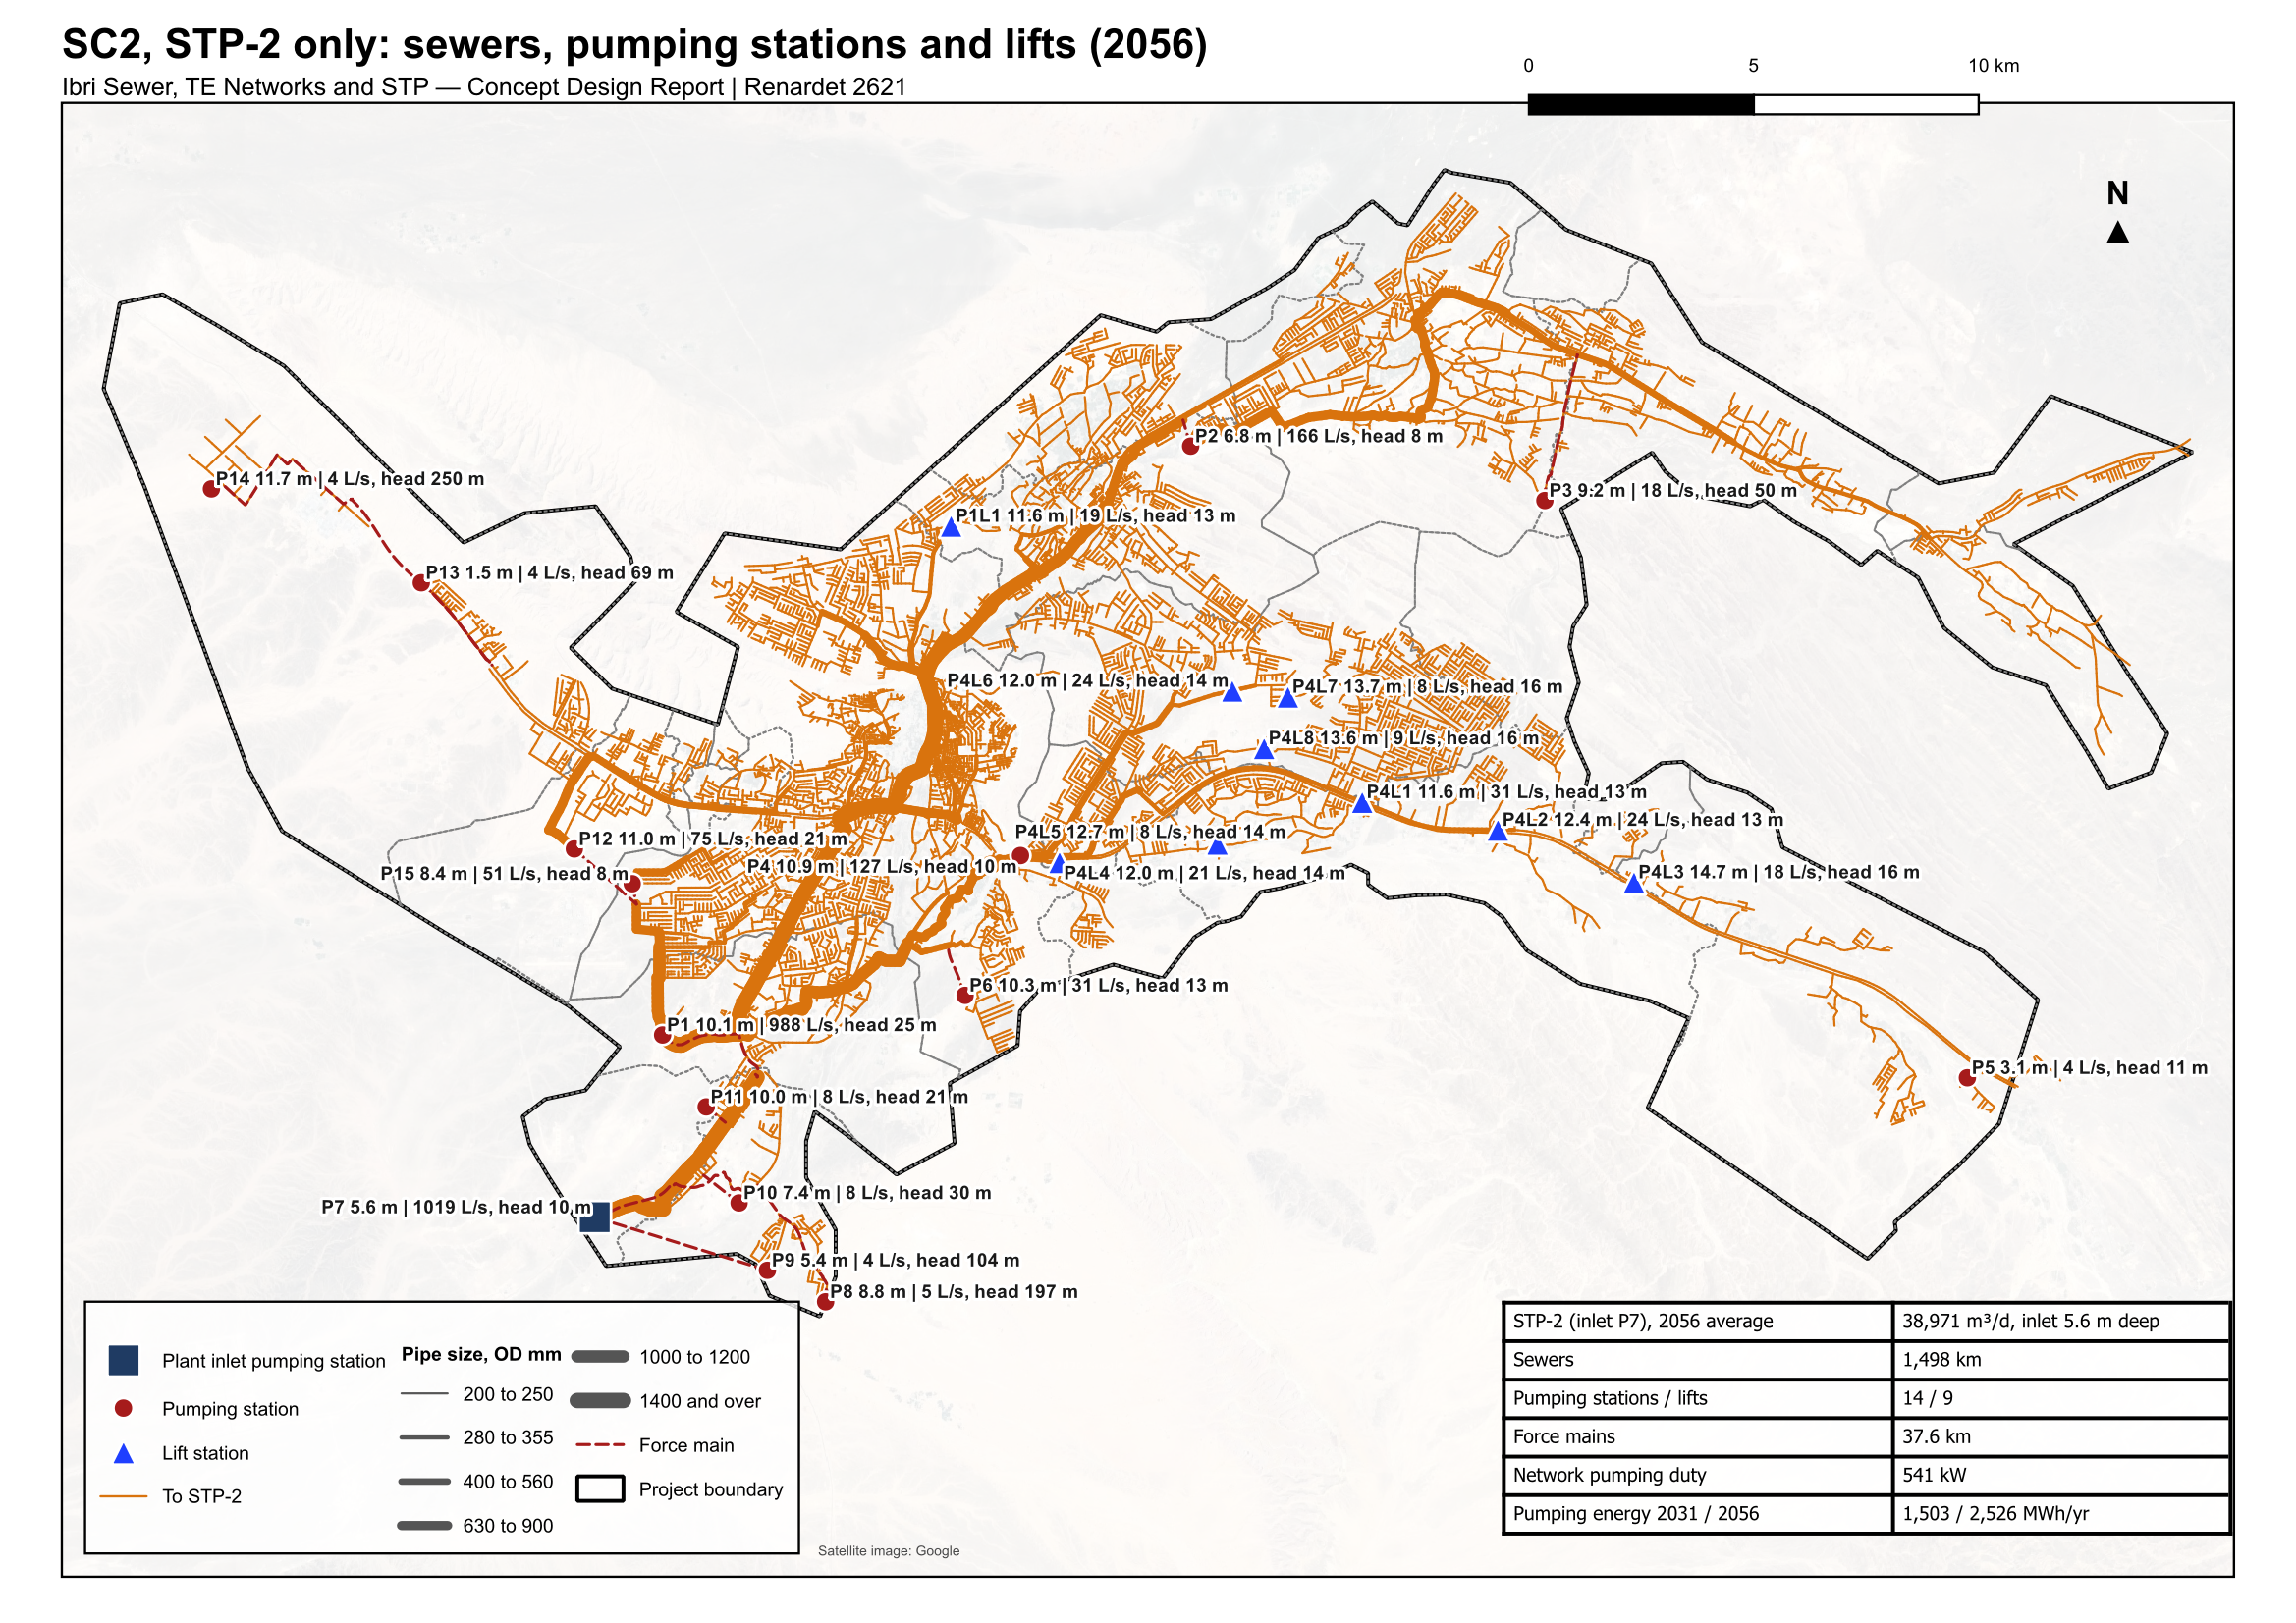 SC2, STP-2 only: sewers, pumping stations and lifts (2056)
Ibri Sewer, TE Networks and STP — Concept Design Report | Renardet 2621
0 5 10 km
N
P2 6.8 m | 166 L/s, head 8 m
P14 11.7 m | 4 L/s, head 250 m
P3 9.2 m | 18 L/s, head 50 m
P1L1 11.6 m | 19 L/s, head 13 m
P13 1.5 m | 4 L/s, head 69 m
P4L6 12.0 m | 24 L/s, head 14 m
P4L7 13.7 m | 8 L/s, head 16 m
P4L8 13.6 m | 9 L/s, head 16 m
P4L1 11.6 m | 31 L/s, head 13 m
P4L2 12.4 m | 24 L/s, head 13 m
P4L5 12.7 m | 8 L/s, head 14 m
P12 11.0 m | 75 L/s, head 21 m
P4 10.9 m | 127 L/s, head 10 m
P15 8.4 m | 51 L/s, head 8 m
P4L4 12.0 m | 21 L/s, head 14 m
P4L3 14.7 m | 18 L/s, head 16 m
P6 10.3 m | 31 L/s, head 13 m
P1 10.1 m | 988 L/s, head 25 m
P5 3.1 m | 4 L/s, head 11 m
P11 10.0 m | 8 L/s, head 21 m
P10 7.4 m | 8 L/s, head 30 m
P7 5.6 m | 1019 L/s, head 10 m
P9 5.4 m | 4 L/s, head 104 m
P8 8.8 m | 5 L/s, head 197 m
Plant inlet pumping station
Pumping station
Lift station
To STP-2
Pipe size, OD mm
200 to 250
280 to 355
400 to 560
630 to 900
1000 to 1200
1400 and over
Force main
Project boundary
Satellite image: Google
STP-2 (inlet P7), 2056 average 38,971 m³/d, inlet 5.6 m deep
Sewers 1,498 km
Pumping stations / lifts 14 / 9
Force mains 37.6 km
Network pumping duty 541 kW
Pumping energy 2031 / 2056 1,503 / 2,526 MWh/yr